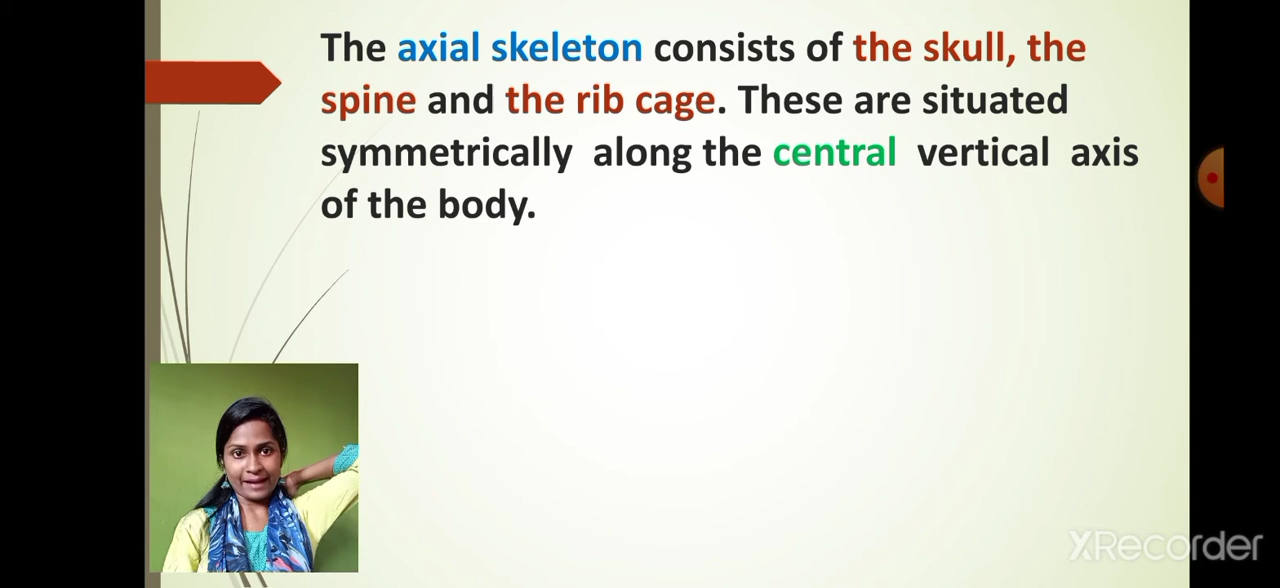 The axial skeleton consists of the skull, the
spine and the rib cage. These are situated
symmetrically along the central vertical axis
of the body.
XRecorder